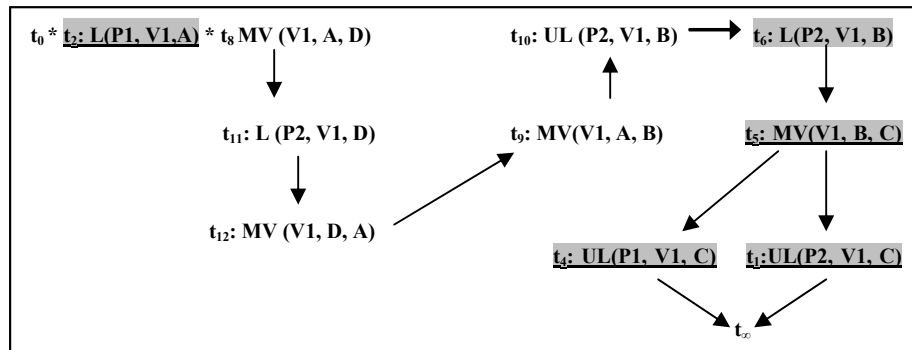 t₀ * t₂: L(P1, V1,A) * t₈ MV (V1, A, D)
t₁₀: UL (P2, V1, B)
t₆: L(P2, V1, B)
t₁₁: L (P2, V1, D)
t₉: MV(V1, A, B)
t₅: MV(V1, B, C)
t₁₂: MV (V1, D, A)
t₄: UL(P1, V1, C)
t₁:UL(P2, V1, C)
t∞